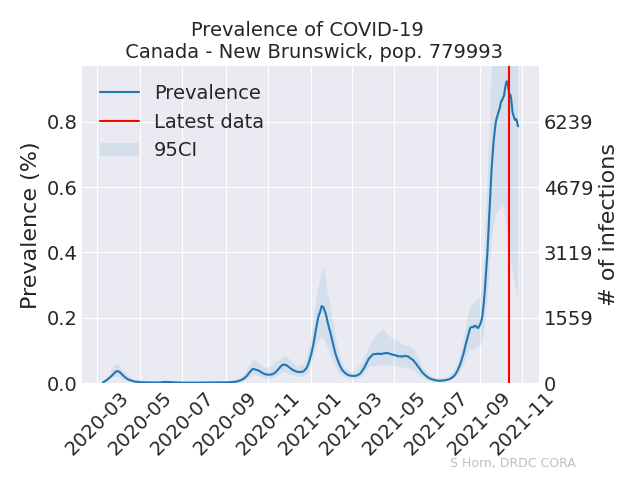 Prevalence of COVID-19
Canada - New Brunswick, pop. 779993
Prevalence
Latest data
95CI
Prevalence (%)
0.8
0.6
0.4
0.2
0.0
6239
4679
3119
1559
0
# of infections
2020-03
2020-05
2020-07
2020-09
2020-11
2021-01
2021-03
2021-05
2021-07
2021-09
2021-11
S Horn, DRDC CORA